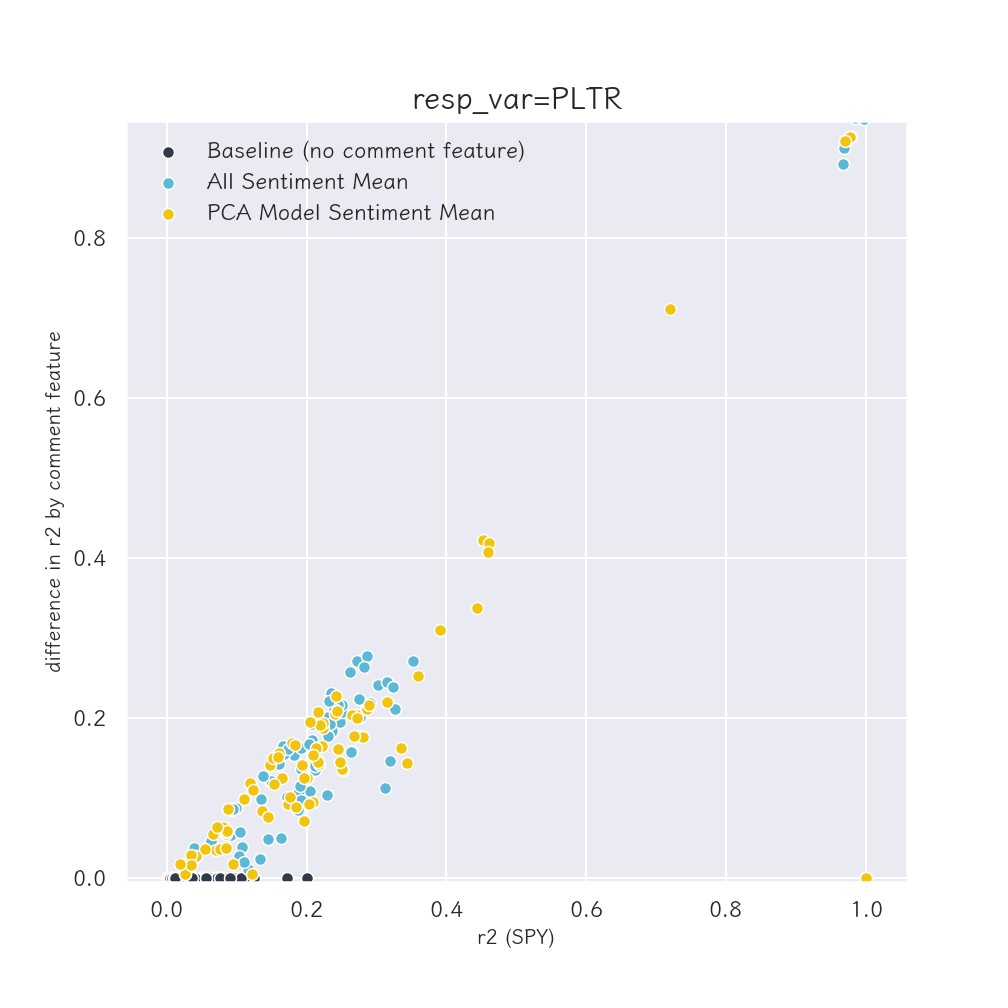 resp_var=PLTR
Baseline (no comment feature)
All Sentiment Mean
PCA Model Sentiment Mean
difference in r2 by comment feature
0.8
0.6
0.4
0.2
0.0
0.0 0.2 0.4 0.6 0.8 1.0
r2 (SPY)